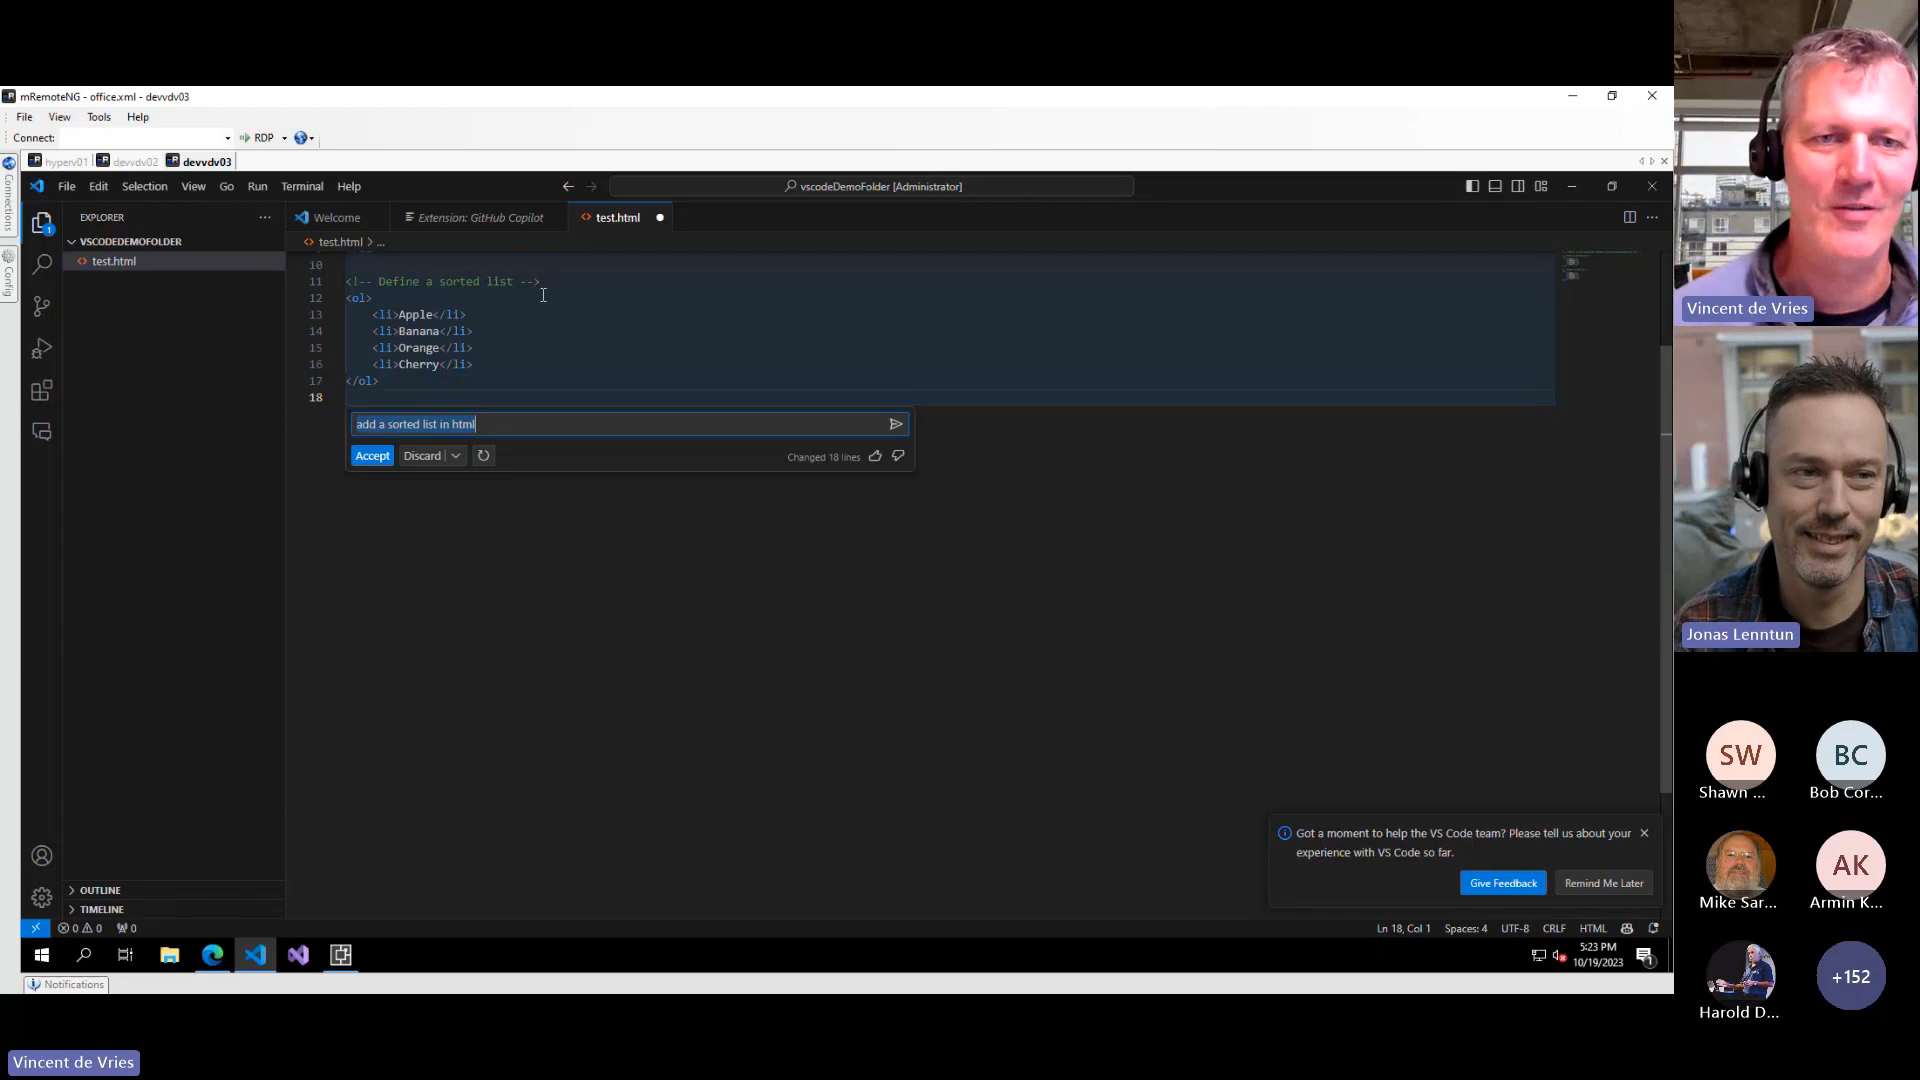 mRemoteNG - office.xml - devvdv03
File View Tools Help
Connect: RDP
hyperv01 devvdv02 devvdv03
Connections
Config
File Edit Selection View Go Run Terminal Help
vscodeDemoFolder [Administrator]
EXPLORER
VSCODEDEMOFOLDER
test.html
1
Welcome Extension: GitHub Copilot test.html
test.html > ...
10
11 <!-- Define a sorted list -->
12 <ol>
13 <li>Apple</li>
14 <li>Banana</li>
15 <li>Orange</li>
16 <li>Cherry</li>
17 </ol>
18
add a sorted list in html
Accept Discard Changed 18 lines
Got a moment to help the VS Code team? Please tell us about your
experience with VS Code so far.
Give Feedback Remind Me Later
OUTLINE
TIMELINE
0 0 0
Ln 18, Col 1 Spaces: 4 UTF-8 CRLF HTML
5:23 PM
10/19/2023
1
Notifications
Vincent de Vries
Vincent de Vries
Jonas Lenntun
SW BC
Shawn ... Bob Cor...
AK
Mike Sar... Armin K...
+152
Harold D...